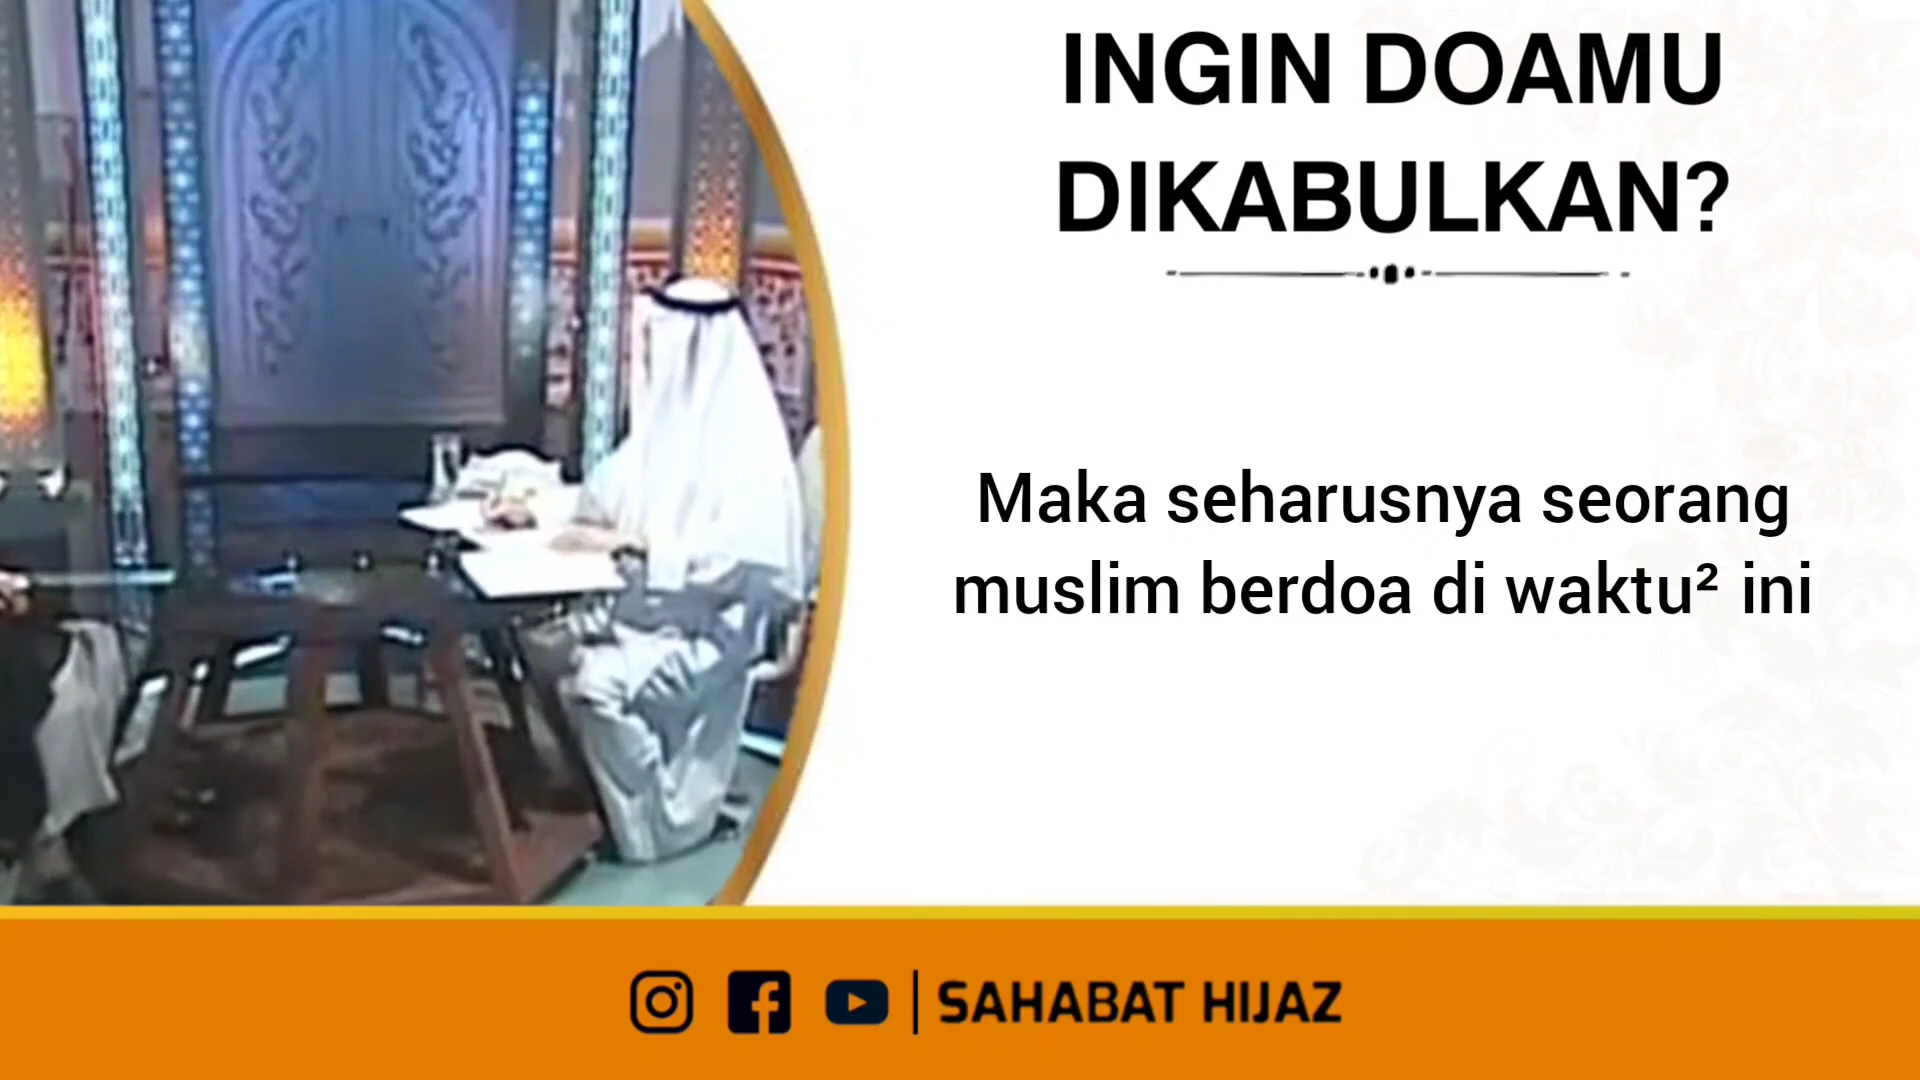 INGIN DOAMU
DIKABULKAN?
Maka seharusnya seorang
muslim berdoa di waktu² ini
SAHABAT HIJAZ